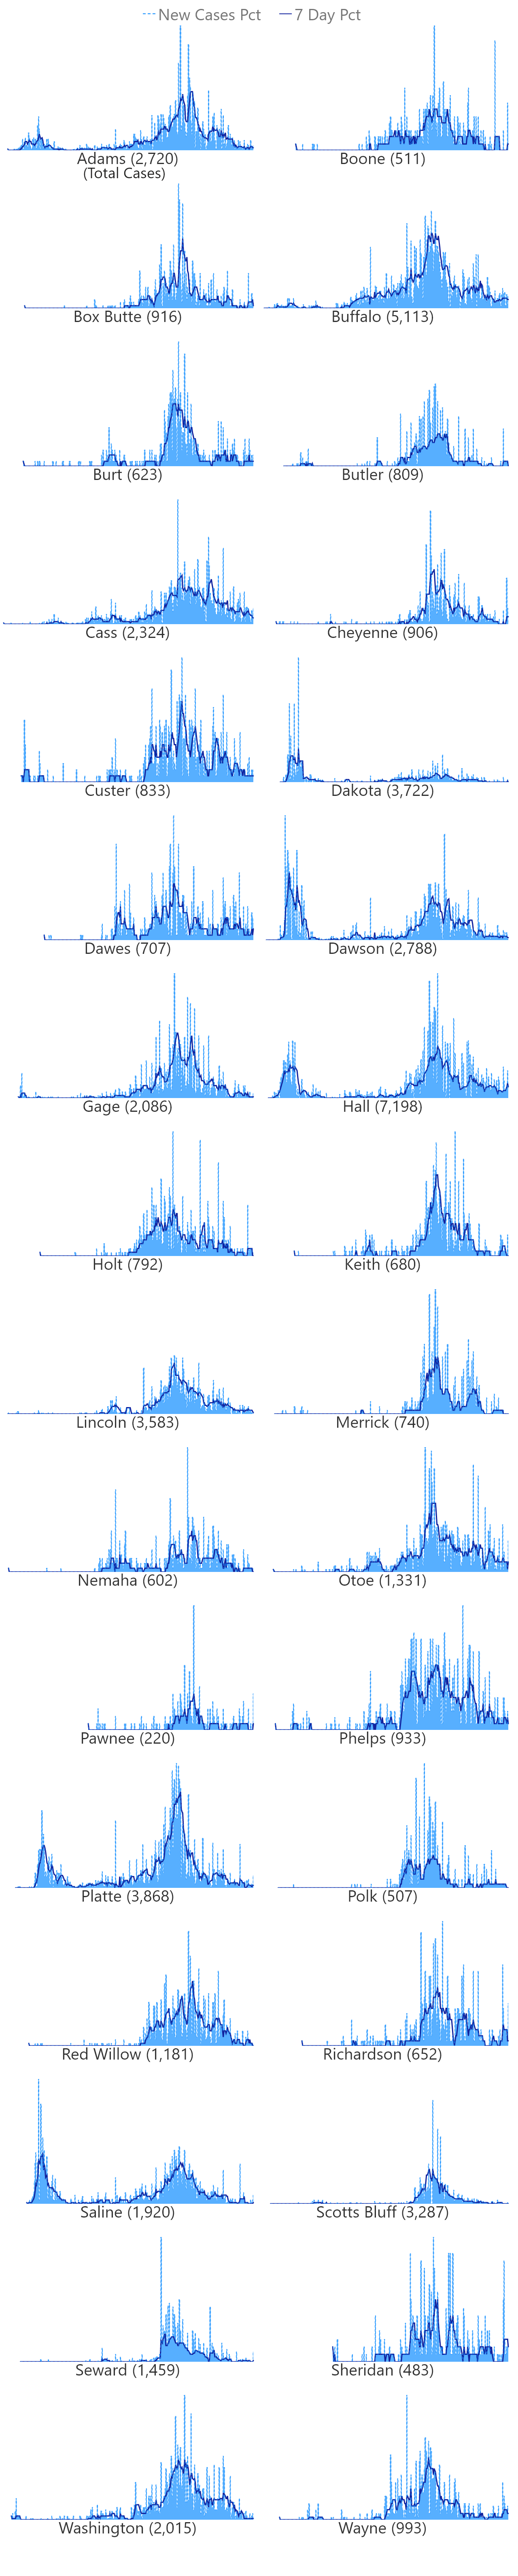 New Cases Pct 7 Day Pct
Adams (2,720) Boone (511)
(Total Cases)
Box Butte (916) Buffalo (5,113)
Burt (623) Butler (809)
Cass (2,324) Cheyenne (906)
Custer (833) Dakota (3,722)
Dawes (707) Dawson (2,788)
Gage (2,086) Hall (7,198)
Holt (792) Keith (680)
Lincoln (3,583) Merrick (740)
Nemaha (602) Otoe (1,331)
Pawnee (220) Phelps (933)
Platte (3,868) Polk (507)
Red Willow (1,181) Richardson (652)
Saline (1,920) Scotts Bluff (3,287)
Seward (1,459) Sheridan (483)
Washington (2,015) Wayne (993)